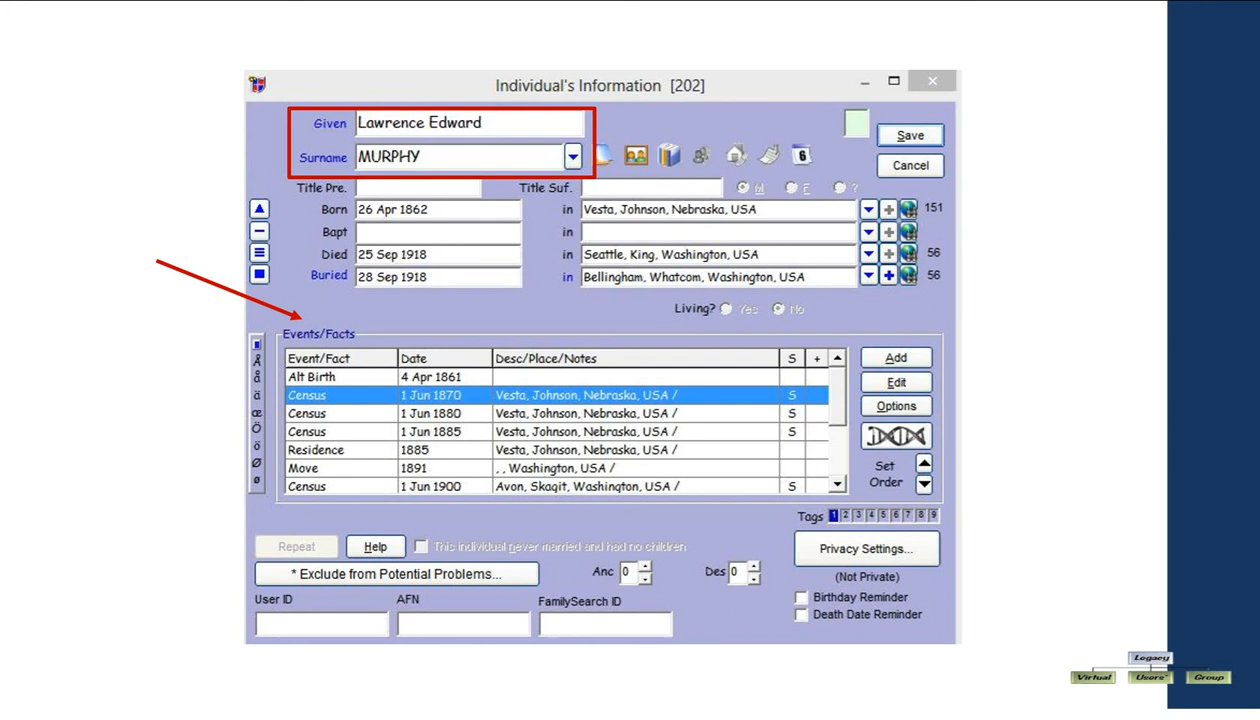 Individual's Information [202]
Given Lawrence Edward
Surname MURPHY
Save
Cancel
6
Title Pre. Title Suf. M F ?
Born 26 Apr 1862 in Vesta, Johnson, Nebraska, USA 151
Bapt in
Died 25 Sep 1918 in Seattle, King, Washington, USA 56
Buried 28 Sep 1918 in Bellingham, Whatcom, Washington, USA 56
Living? Yes No
Events/Facts
Event/Fact Date Desc/Place/Notes S +
Alt Birth 4 Apr 1861
Census 1 Jun 1870 Vesta, Johnson, Nebraska, USA / S
Census 1 Jun 1880 Vesta, Johnson, Nebraska, USA / S
Census 1 Jun 1885 Vesta, Johnson, Nebraska, USA / S
Residence 1885 Vesta, Johnson, Nebraska, USA /
Move 1891 , , Washington, USA /
Census 1 Jun 1900 Avon, Skagit, Washington, USA / S
Å
å
ä
æ
Ö
ö
Ø
ø
Add
Edit
Options
Set
Order
Tags 1 2 3 4 5 6 7 8 9
Repeat Help This individual never married and had no children
Privacy Settings...
* Exclude from Potential Problems... Anc 0 Des 0
(Not Private)
User ID AFN FamilySearch ID
Birthday Reminder
Death Date Reminder
Legacy
Virtual Users' Group